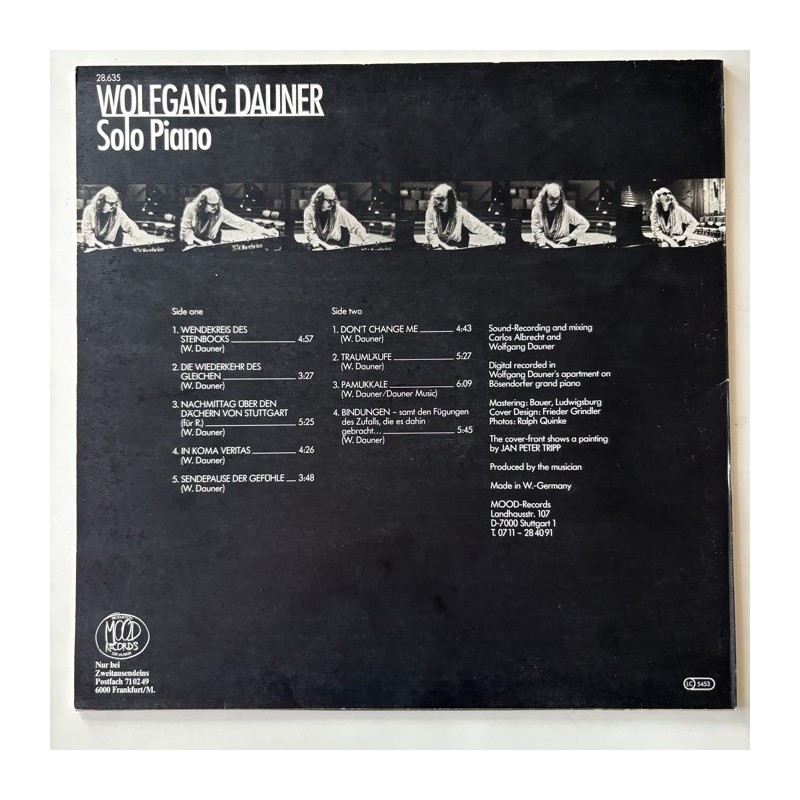 28.635
WOLFGANG DAUNER
Solo Piano
Side one
1. WENDEKREIS DES
STEINBOCKS 4:57
(W. Dauner)
2. DIE WIEDERKEHR DES
GLEICHEN 3:27
(W. Dauner)
3. NACHMITTAG ÜBER DEN
DÄCHERN VON STUTTGART
(für R.) 5:25
(W. Dauner)
4. IN KOMA VERITAS 4:26
(W. Dauner)
5. SENDEPAUSE DER GEFÜHLE 3:48
(W. Dauner)
Side two
1. DON'T CHANGE ME 4:43
(W. Dauner)
2. TRAUMLÄUFE 5:27
(W. Dauner)
3. PAMUKKALE 6:09
(W. Dauner/Dauner Music)
4. BINDUNGEN – samt den Fügungen
des Zufalls, die es dahin
gebracht... 5:45
(W. Dauner)
Sound-Recording and mixing
Carlos Albrecht and
Wolfgang Dauner
Digital recorded in
Wolfgang Dauner's apartment on
Bösendorfer grand piano
Mastering: Bauer, Ludwigsburg
Cover Design: Frieder Grindler
Photos: Ralph Quinke
The cover-front shows a painting
by JAN PETER TRIPP
Produced by the musician
Made in W.-Germany
MOOD-Records
Landhausstr. 107
D-7000 Stuttgart 1
T. 07 11 – 28 40 91
MOOD
RECORDS
Nur bei
Zweitausendeins
Postfach 71 02 49
6000 Frankfurt/M.
LC 5453